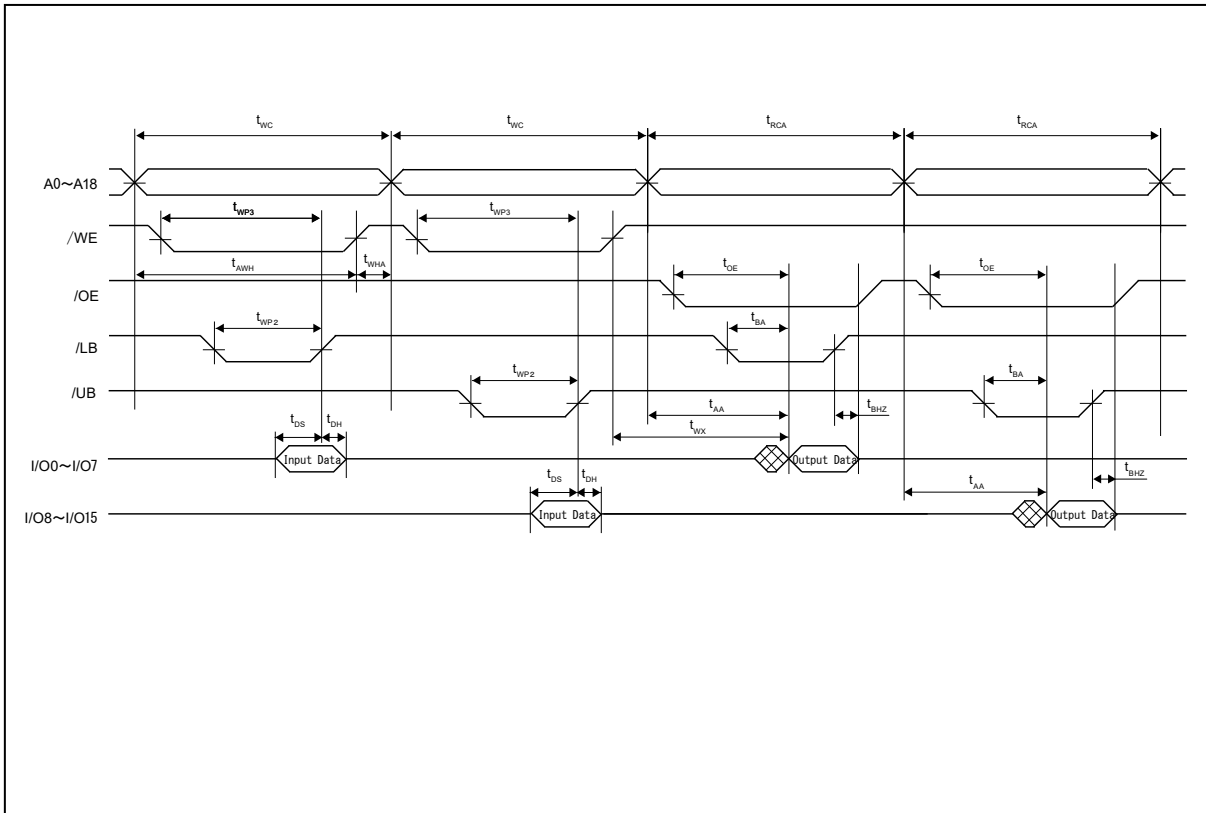 tWC tWC tRCA tRCA
A0~A18
tWP3 tWP3
/WE
tAWH tWHA tOE tOE
/OE
tWP2 tBA
/LB
tWP2 tBA
/UB
tAA tBHZ
tDS tDH tWX
I/O0~I/O7 Input Data Output Data
tDS tDH tAA tBHZ
I/O8~I/O15 Input Data Output Data